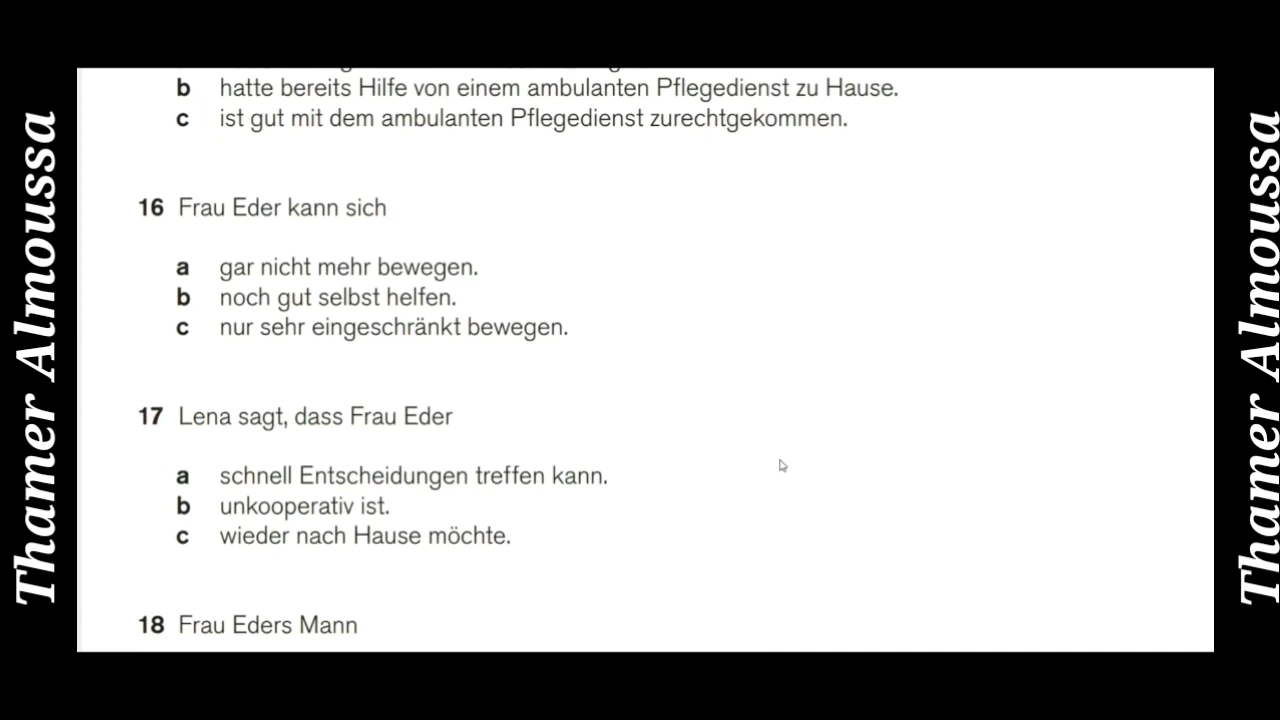 Thamer Almoussa
b hatte bereits Hilfe von einem ambulanten Pflegedienst zu Hause.
c ist gut mit dem ambulanten Pflegedienst zurechtgekommen.
16 Frau Eder kann sich
a gar nicht mehr bewegen.
b noch gut selbst helfen.
c nur sehr eingeschränkt bewegen.
17 Lena sagt, dass Frau Eder
a schnell Entscheidungen treffen kann.
b unkooperativ ist.
c wieder nach Hause möchte.
18 Frau Eders Mann
Thamer Almoussa